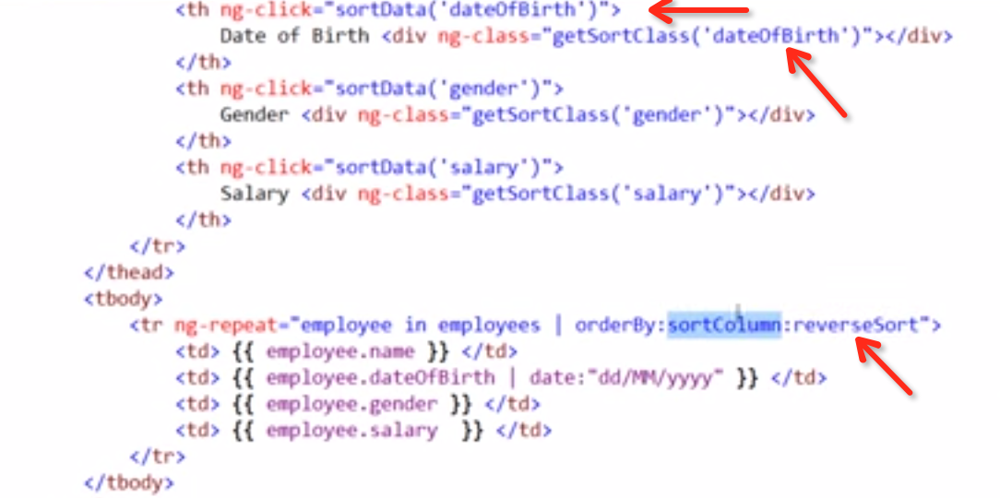 <th ng-click="sortData('dateOfBirth')">
Date of Birth <div ng-class="getSortClass('dateOfBirth')"></div>
</th>
<th ng-click="sortData('gender')">
Gender <div ng-class="getSortClass('gender')"></div>
</th>
<th ng-click="sortData('salary')">
Salary <div ng-class="getSortClass('salary')"></div>
</th>
</tr>
</thead>
<tbody>
<tr ng-repeat="employee in employees | orderBy:sortColumn:reverseSort">
<td> {{ employee.name }} </td>
<td> {{ employee.dateOfBirth | date:"dd/MM/yyyy" }} </td>
<td> {{ employee.gender }} </td>
<td> {{ employee.salary  }} </td>
</tr>
</tbody>